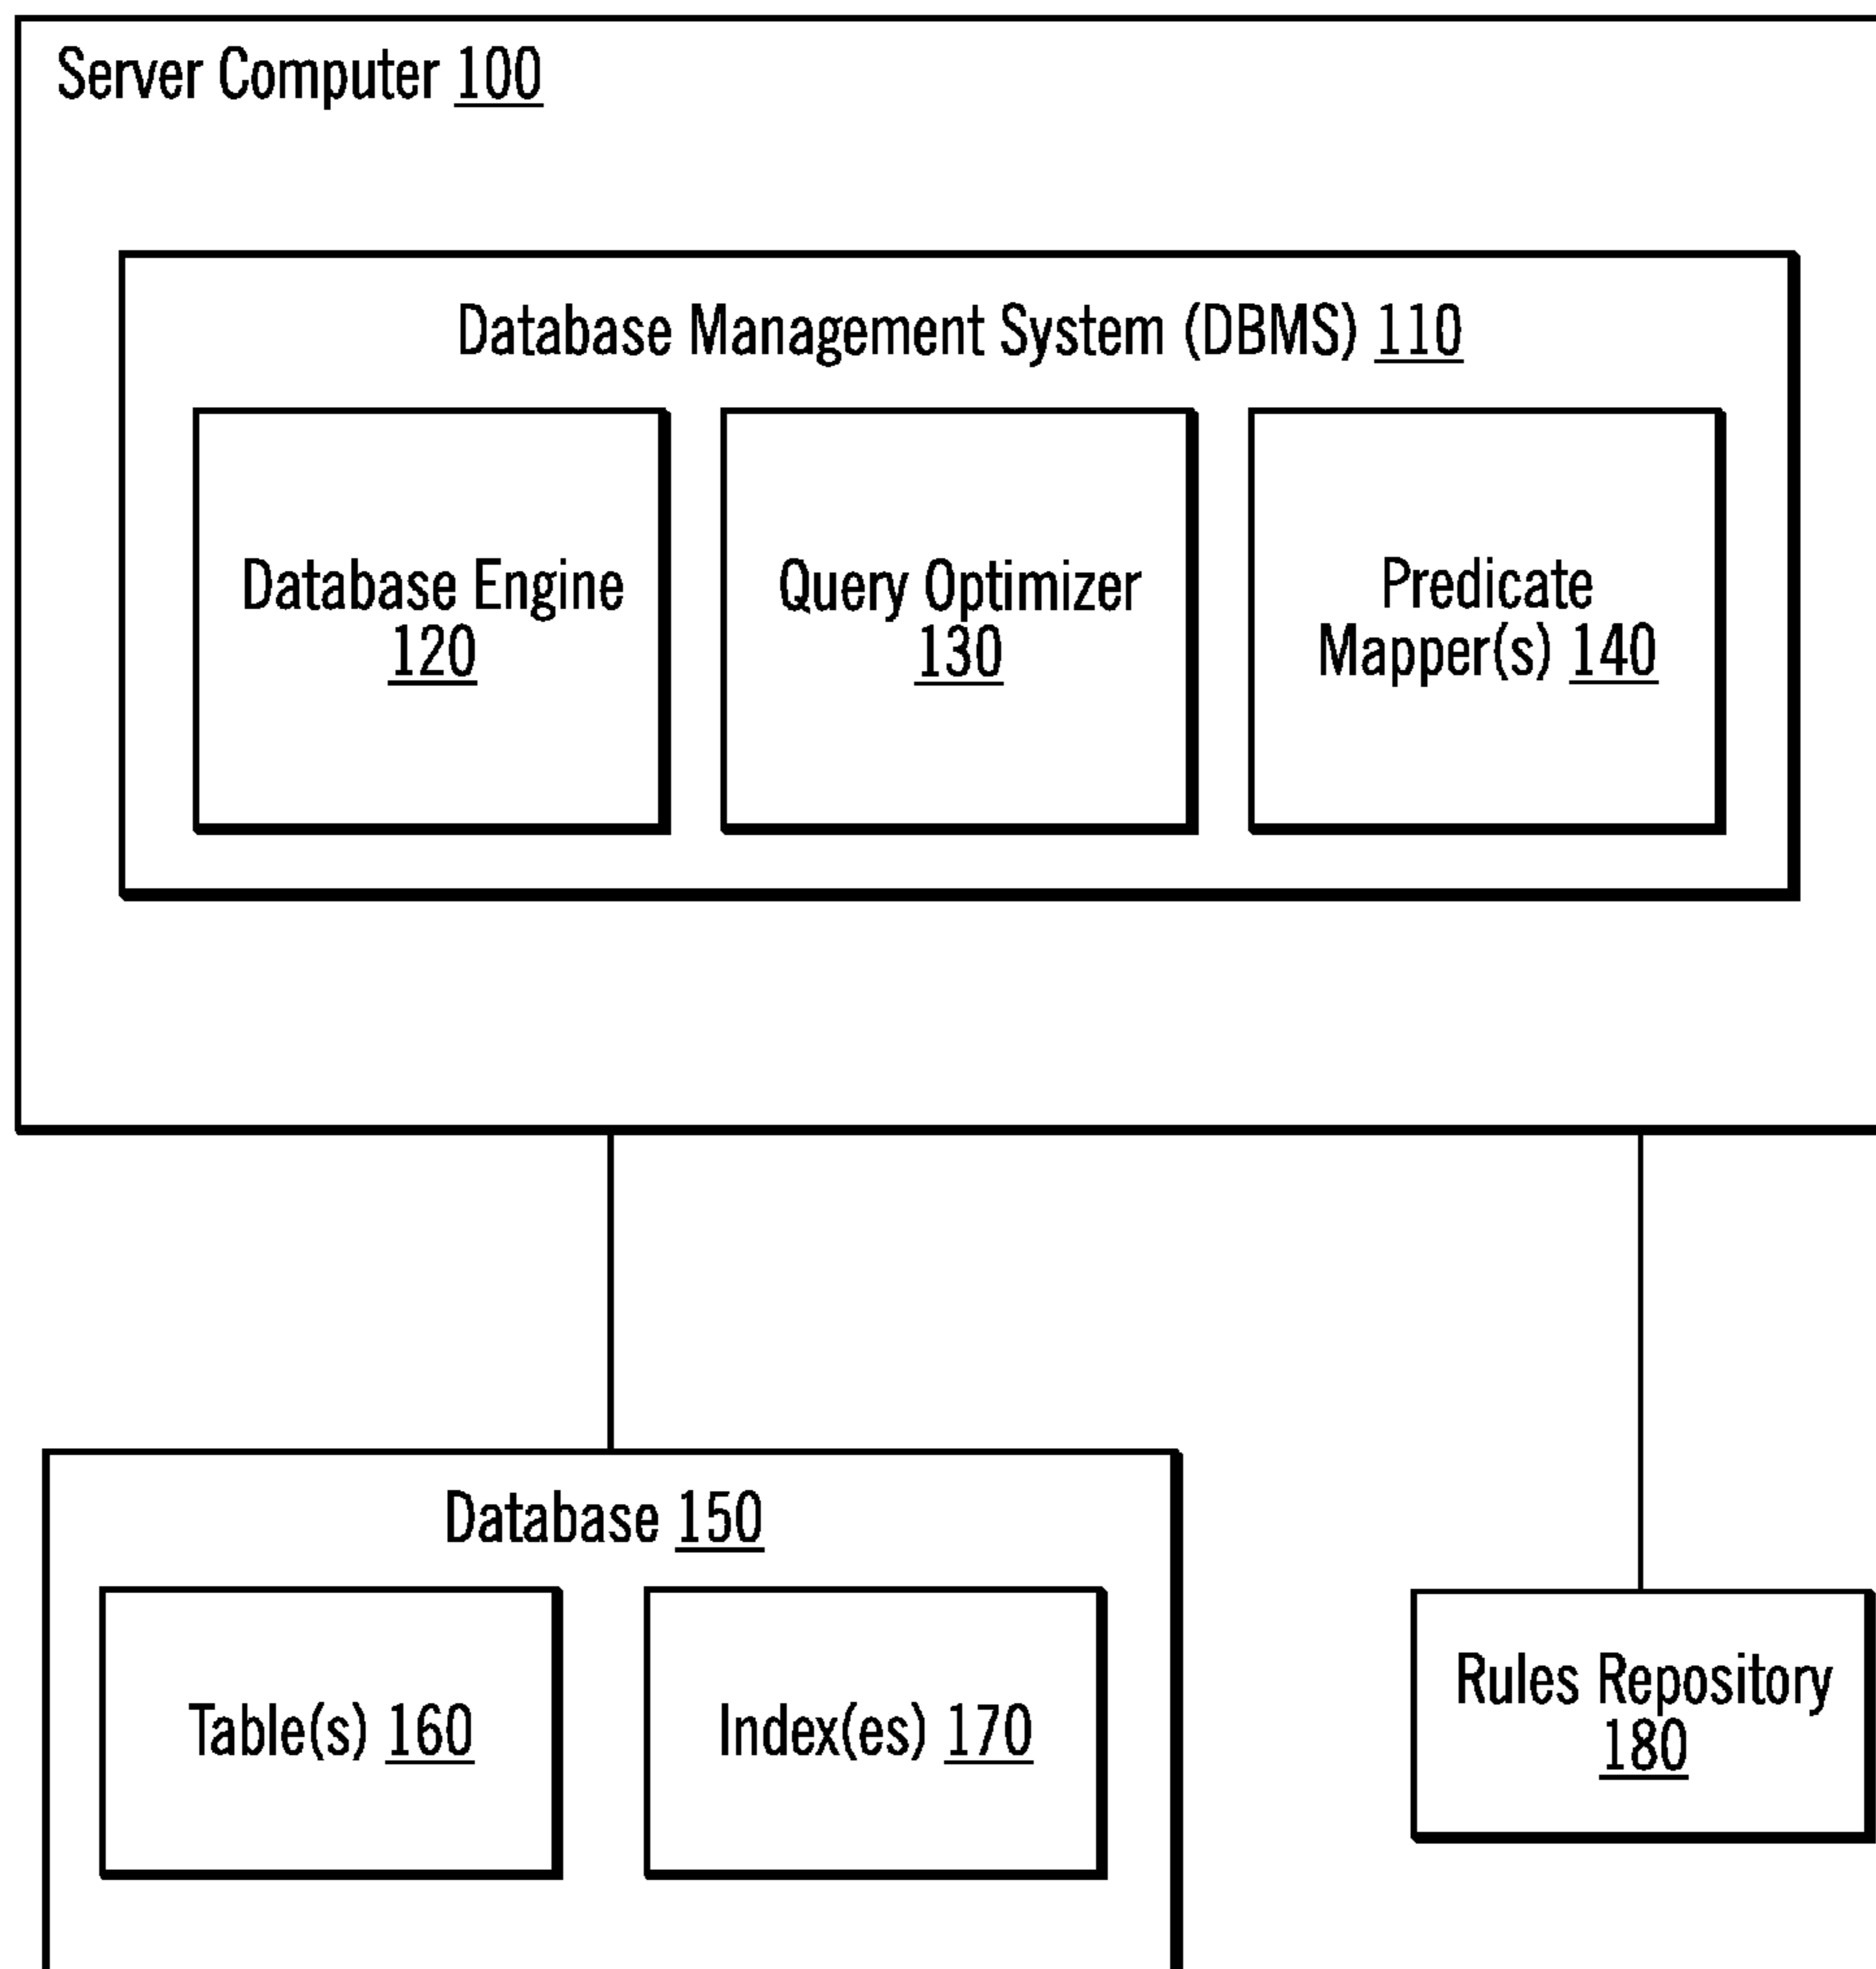 Server Computer 100
Database Management System (DBMS) 110
Database Engine
120
Query Optimizer
130
Predicate
Mapper(s) 140
Database 150
Table(s) 160
Index(es) 170
Rules Repository
180